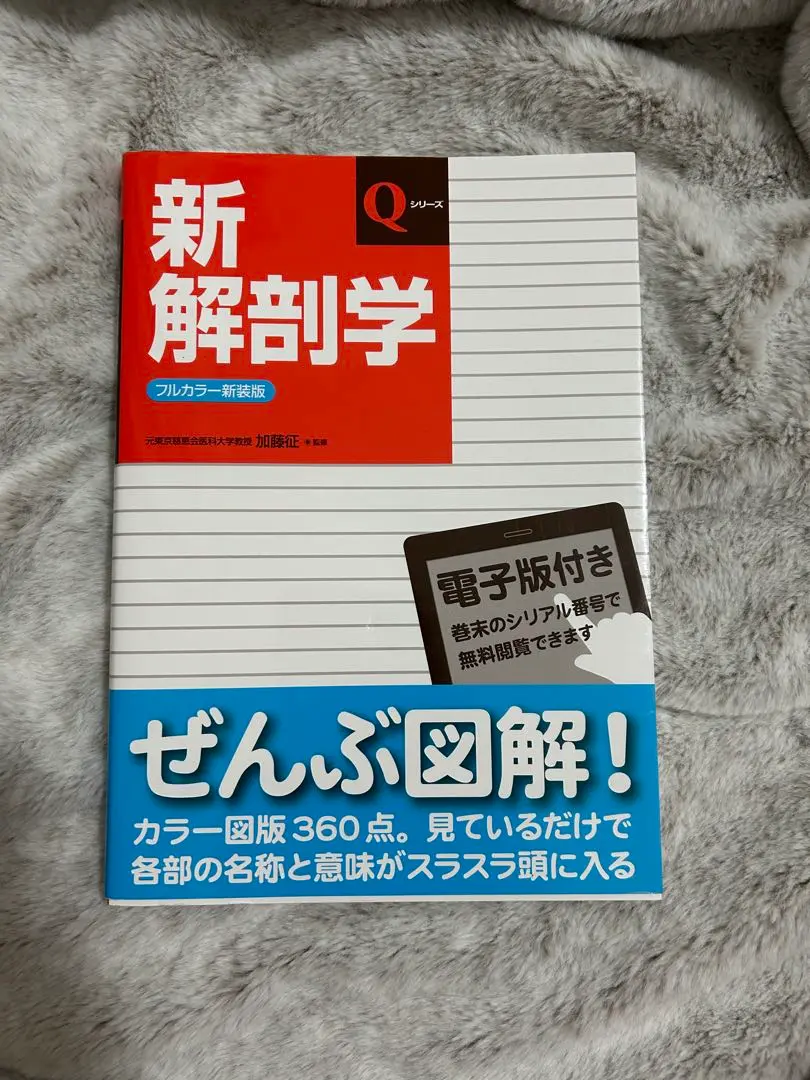 新
解剖学
Qシリーズ
フルカラー新装版
元東京慈恵会医科大学教授 加藤征 ● 監修
電子版付き
巻末のシリアル番号で
無料閲覧できます
ぜんぶ図解!
カラー図版360点。見ているだけで
各部の名称と意味がスラスラ頭に入る